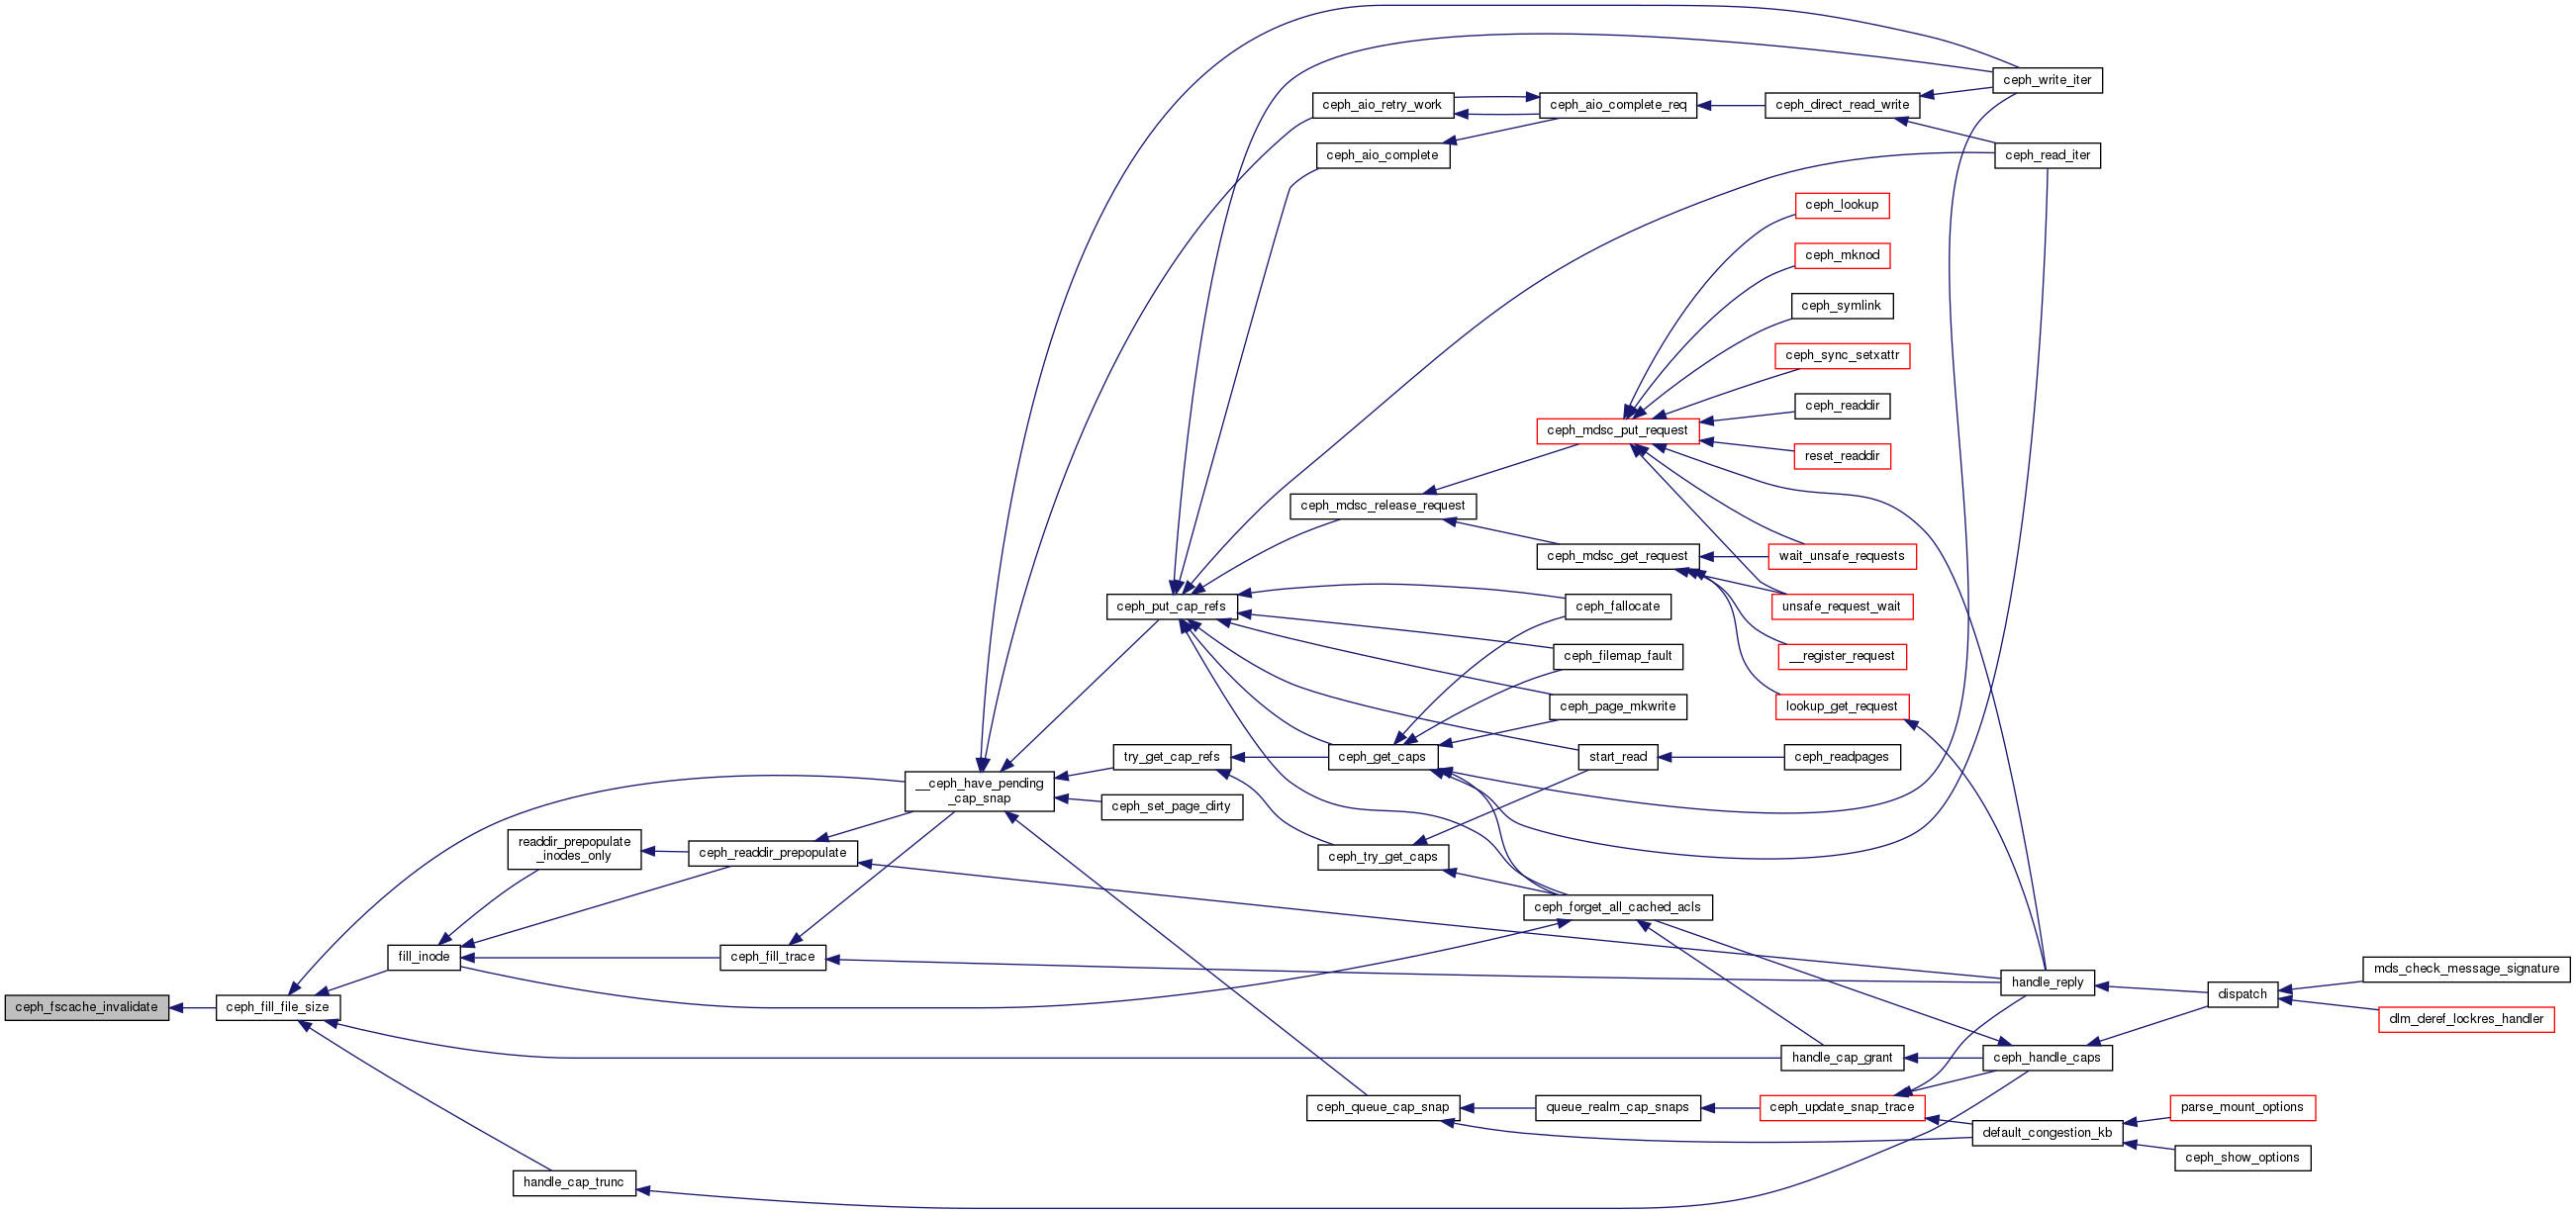 ceph_write_iter
ceph_aio_retry_work
ceph_aio_complete_req
ceph_direct_read_write
ceph_aio_complete
ceph_read_iter
ceph_lookup
ceph_mknod
ceph_symlink
ceph_sync_setxattr
ceph_readdir
ceph_mdsc_put_request
reset_readdir
ceph_mdsc_release_request
ceph_mdsc_get_request
wait_unsafe_requests
ceph_put_cap_refs
ceph_fallocate
unsafe_request_wait
ceph_filemap_fault
__register_request
ceph_page_mkwrite
lookup_get_request
try_get_cap_refs
ceph_get_caps
start_read
ceph_readpages
__ceph_have_pending
_cap_snap
ceph_set_page_dirty
readdir_prepopulate
_inodes_only
ceph_readdir_prepopulate
ceph_try_get_caps
ceph_forget_all_cached_acls
fill_inode
ceph_fill_trace
mds_check_message_signature
handle_reply
dispatch
ceph_fscache_invalidate
ceph_fill_file_size
dlm_deref_lockres_handler
handle_cap_grant
ceph_handle_caps
ceph_queue_cap_snap
queue_realm_cap_snaps
ceph_update_snap_trace
parse_mount_options
default_congestion_kb
ceph_show_options
handle_cap_trunc